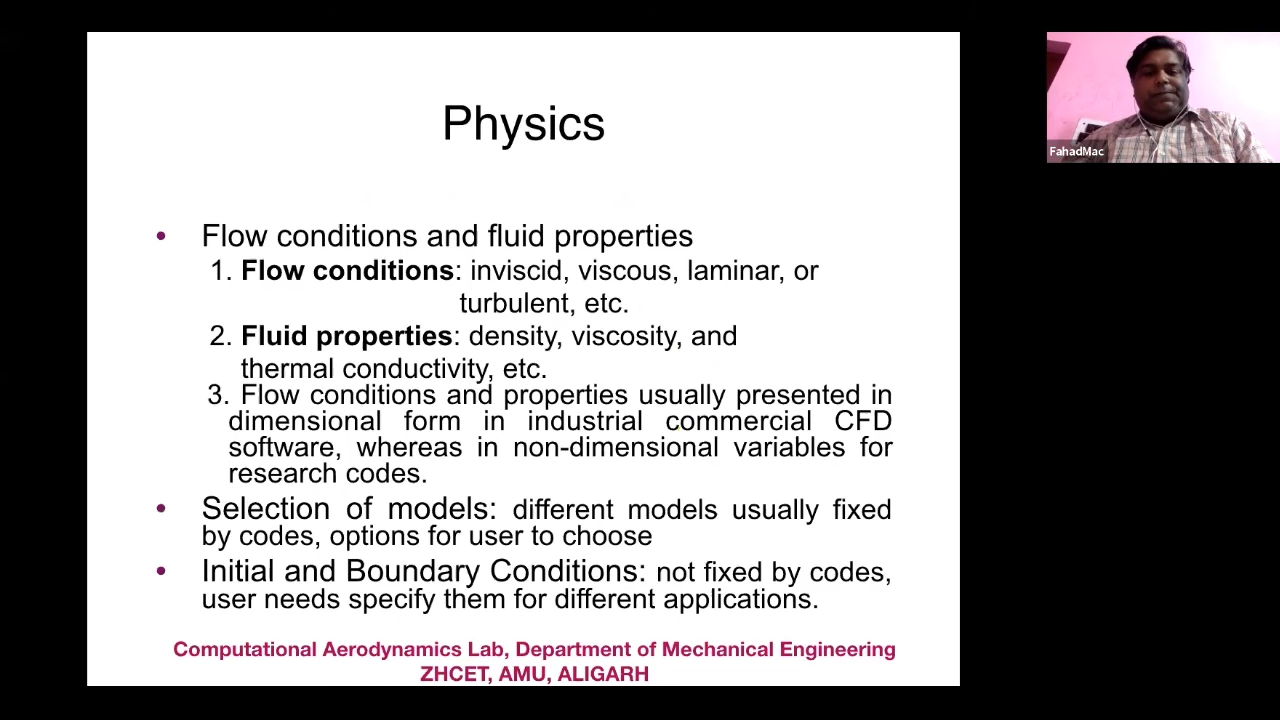 Physics
• Flow conditions and fluid properties
1. Flow conditions: inviscid, viscous, laminar, or
turbulent, etc.
2. Fluid properties: density, viscosity, and
thermal conductivity, etc.
3. Flow conditions and properties usually presented in
dimensional form in industrial commercial CFD
software, whereas in non-dimensional variables for
research codes.
• Selection of models: different models usually fixed
by codes, options for user to choose
• Initial and Boundary Conditions: not fixed by codes,
user needs specify them for different applications.
Computational Aerodynamics Lab, Department of Mechanical Engineering
ZHCET, AMU, ALIGARH
FahadMac